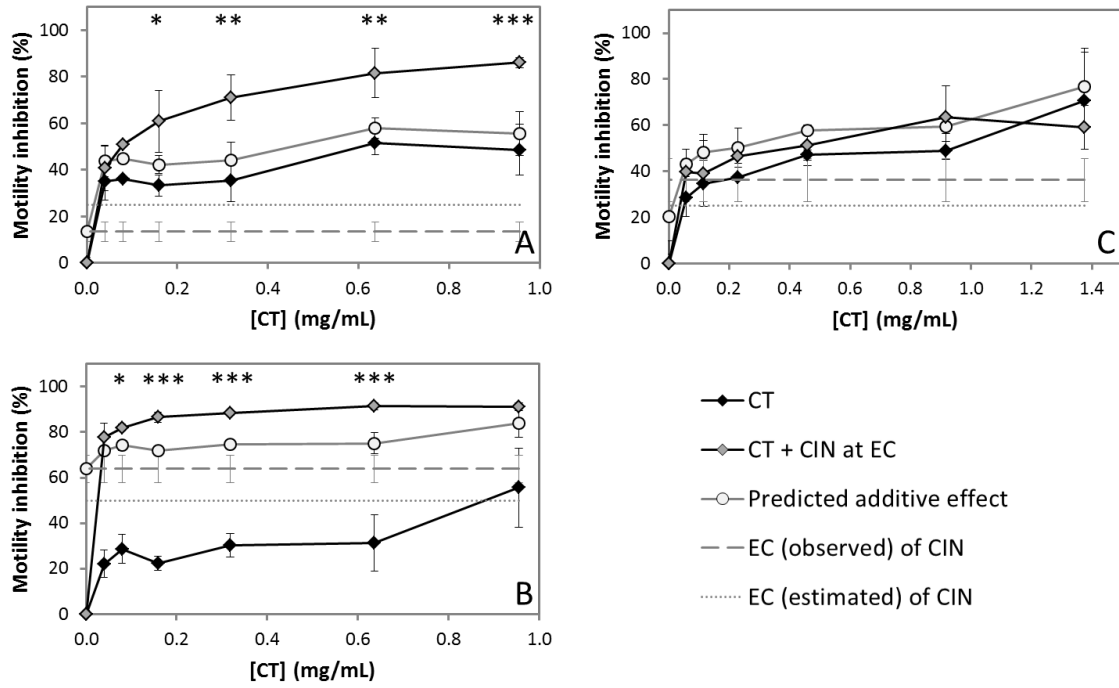 * ** ** ***
100
80
60
40
20
0
Motility inhibition (%)
0.0 0.2 0.4 0.6 0.8 1.0
[CT] (mg/mL)
A
100
80
60
40
20
0
Motility inhibition (%)
0.0 0.2 0.4 0.6 0.8 1.0 1.2 1.4
[CT] (mg/mL)
C
* *** *** ***
100
80
60
40
20
0
Motility inhibition (%)
0.0 0.2 0.4 0.6 0.8 1.0
[CT] (mg/mL)
B
CT
CT + CIN at EC
Predicted additive effect
EC (observed) of CIN
EC (estimated) of CIN